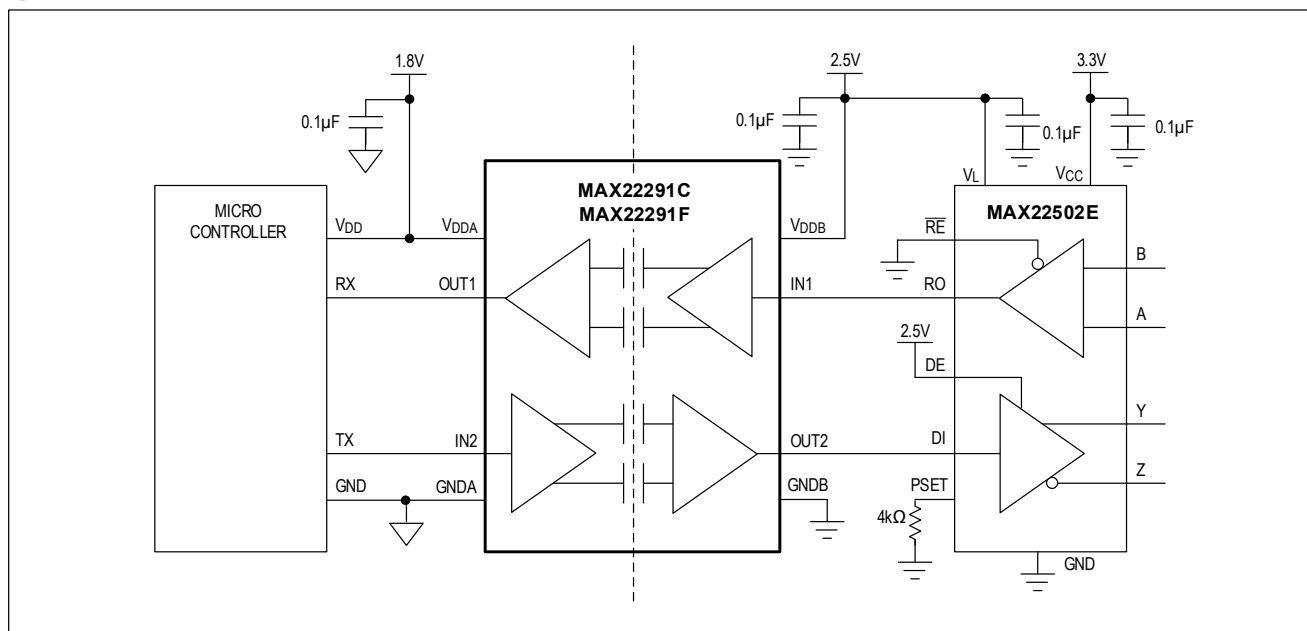 1.8V
2.5V
3.3V
0.1µF
0.1µF
0.1µF
0.1µF
MICRO
CONTROLLER
VDD
RX
TX
GND
VDDA
OUT1
IN2
GNDA
MAX22291C
MAX22291F
VDDB
IN1
OUT2
GNDB
VL
VCC
MAX22502E
RE
RO
2.5V
DE
DI
PSET
4kΩ
B
A
Y
Z
GND